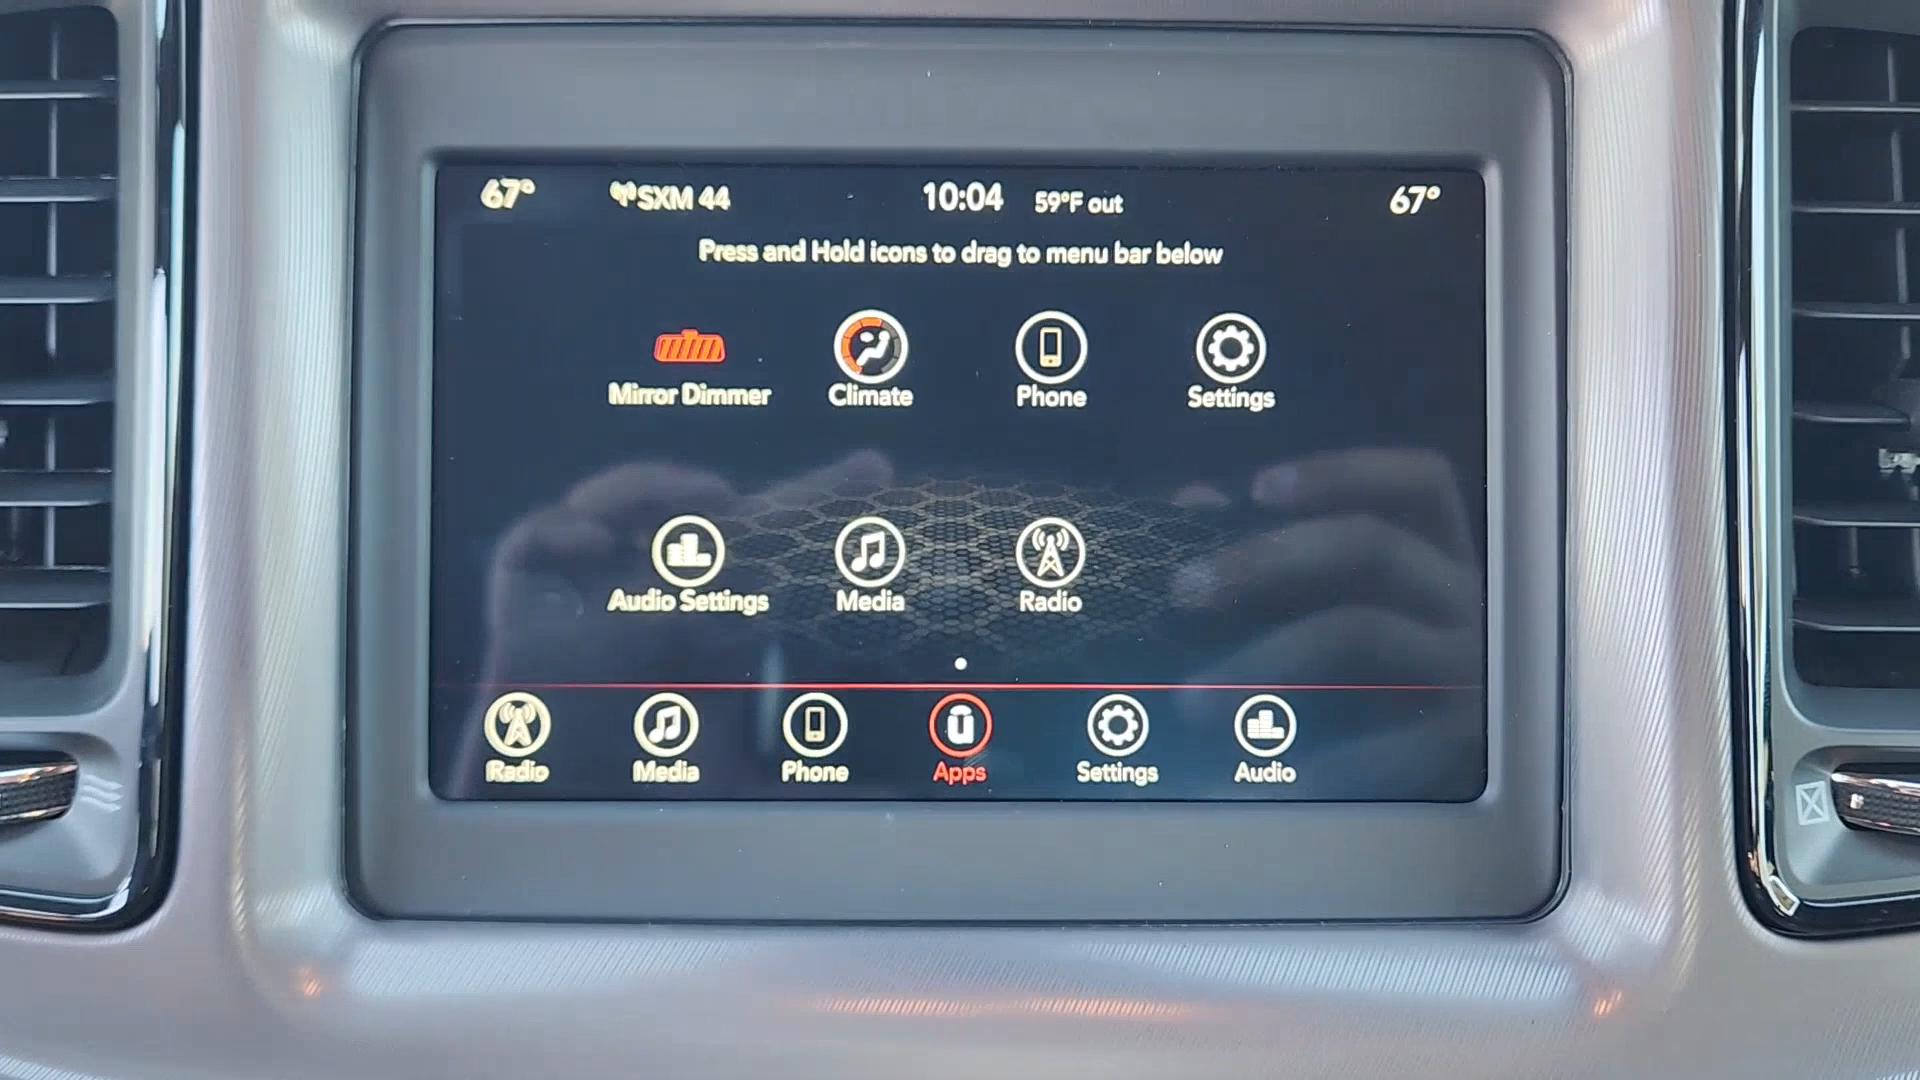 67° SXM 44 10:04 59°F out 67°
Press and Hold icons to drag to menu bar below
Mirror Dimmer Climate Phone Settings
Audio Settings Media Radio
Radio Media Phone Apps Settings Audio